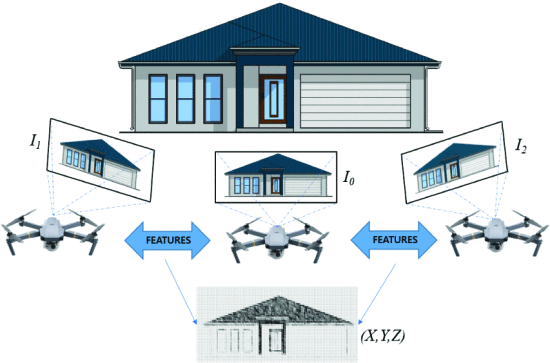 I1
I2
I0
FEATURES
FEATURES
(X,Y,Z)